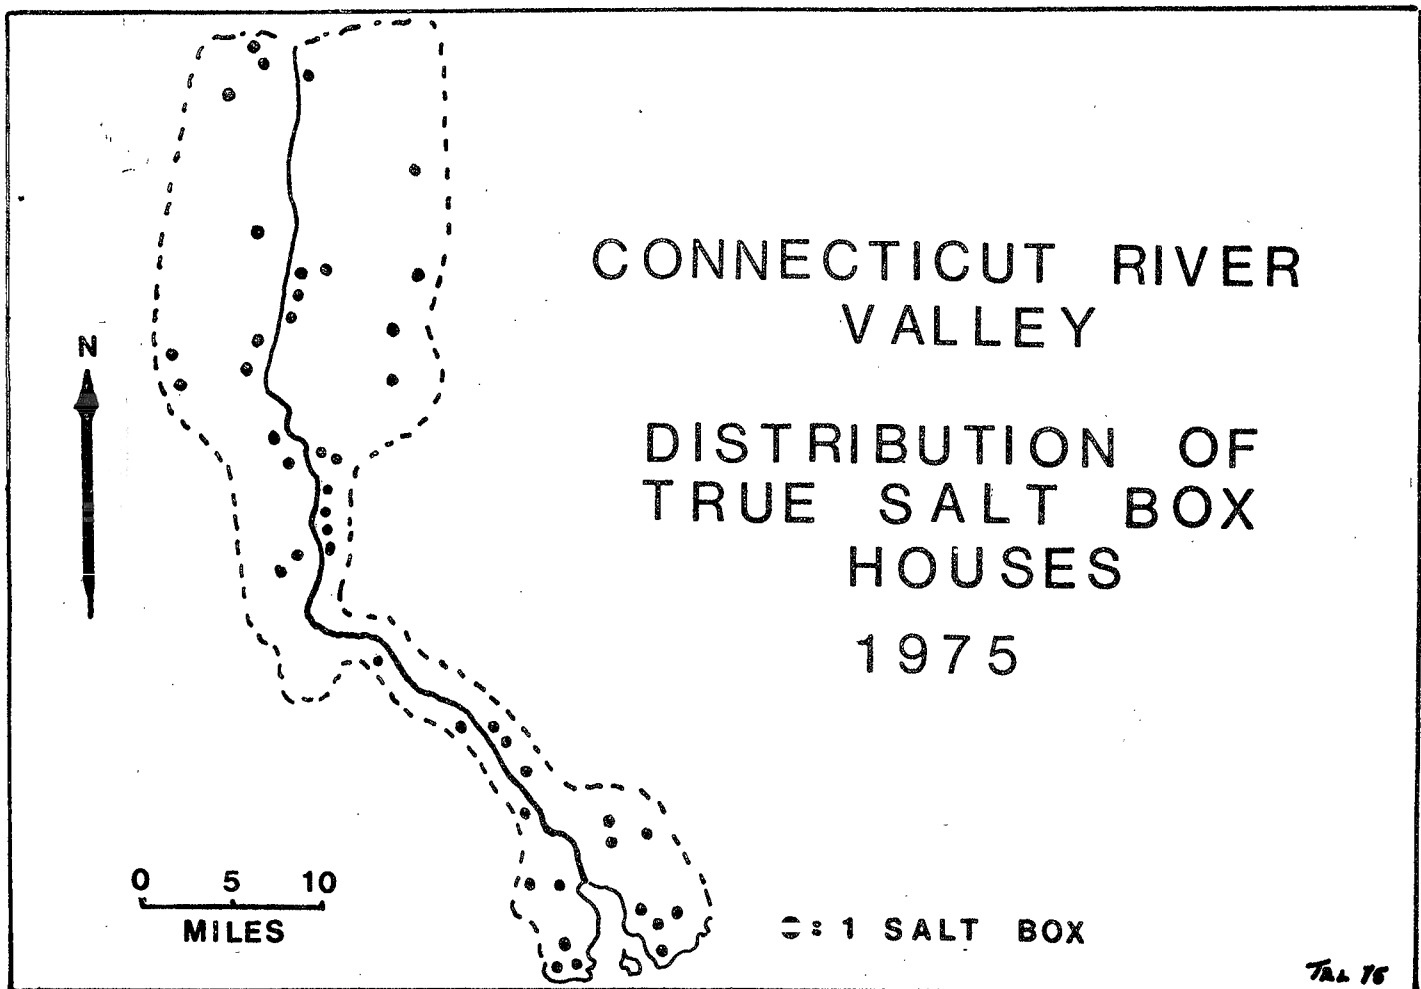 CONNECTICUT RIVER
VALLEY
DISTRIBUTION OF
TRUE SALT BOX
HOUSES
1975
N
0 5 10
MILES
: 1 SALT BOX